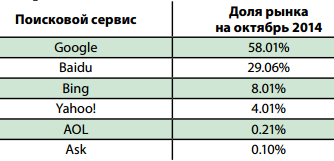 Поисковой сервис Доля рынка
на октябрь 2014
Google 58.01%
Baidu 29.06%
Bing 8.01%
Yahoo! 4.01%
AOL 0.21%
Ask 0.10%